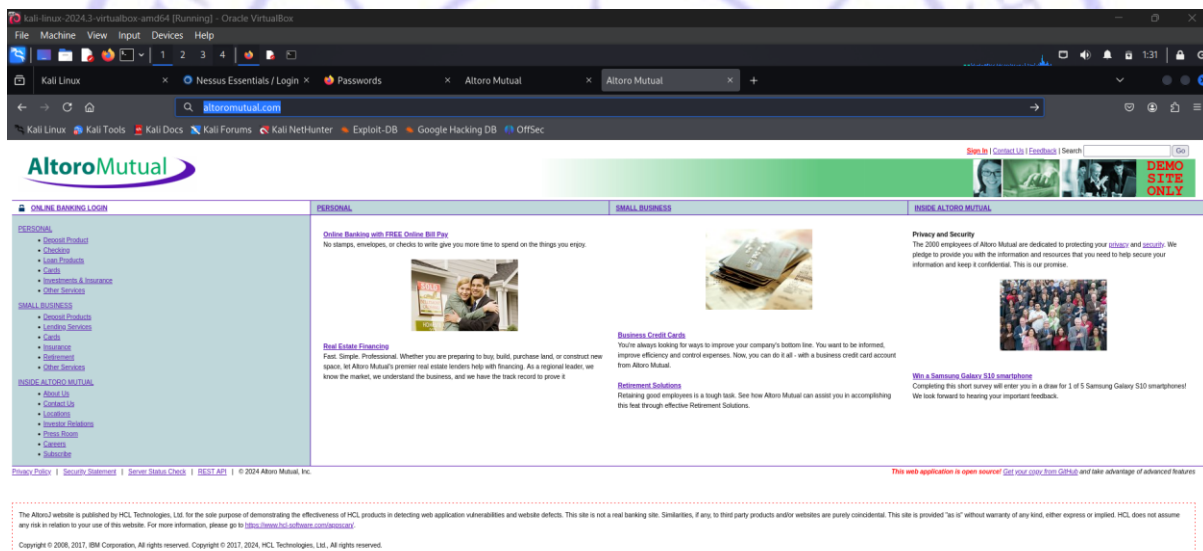 kali-linux-2024.3-virtualbox-amd64 [Running] - Oracle VirtualBox
File Machine View Input Devices Help
1 2 3 4 1:31
Kali Linux Nessus Essentials / Login Passwords Altoro Mutual Altoro Mutual
altoromutual.com
Kali Linux Kali Tools Kali Docs Kali Forums Kali NetHunter Exploit-DB Google Hacking DB OffSec
Sign In | Contact Us | Feedback | Search Go
AltoroMutual
DEMO
SITE
ONLY
ONLINE BANKING LOGIN PERSONAL SMALL BUSINESS INSIDE ALTORO MUTUAL
PERSONAL
Deposit Product
Checking
Loan Products
Cards
Investments & Insurance
Other Services
SMALL BUSINESS
Deposit Products
Lending Services
Cards
Insurance
Retirement
Other Services
INSIDE ALTORO MUTUAL
About Us
Contact Us
Locations
Investor Relations
Press Room
Careers
Subscribe
Online Banking with FREE Online Bill Pay
No stamps, envelopes, or checks to write give you more time to spend on the things you enjoy.
SOLD
Real Estate Financing
Fast. Simple. Professional. Whether you are preparing to buy, build, purchase land, or construct new
space, let Altoro Mutual's premier real estate lenders help with financing. As a regional leader, we
know the market, we understand the business, and we have the track record to prove it
Business Credit Cards
You're always looking for ways to improve your company's bottom line. You want to be informed,
improve efficiency and control expenses. Now, you can do it all - with a business credit card account
from Altoro Mutual.
Retirement Solutions
Retaining good employees is a tough task. See how Altoro Mutual can assist you in accomplishing
this feat through effective Retirement Solutions.
Privacy and Security
The 2000 employees of Altoro Mutual are dedicated to protecting your privacy and security. We
pledge to provide you with the information and resources that you need to help secure your
information and keep it confidential. This is our promise.
Win a Samsung Galaxy S10 smartphone
Completing this short survey will enter you in a draw for 1 of 5 Samsung Galaxy S10 smartphones!
We look forward to hearing your important feedback.
Privacy Policy | Security Statement | Server Status Check | REST API | © 2024 Altoro Mutual, Inc.
This web application is open source! Get your copy from GitHub and take advantage of advanced features
The AltoroJ website is published by HCL Technologies, Ltd. for the sole purpose of demonstrating the effectiveness of HCL products in detecting web application vulnerabilities and website defects. This site is not a real banking site. Similarities, if any, to third party products and/or websites are purely coincidental. This site is provided "as is" without warranty of any kind, either express or implied. HCL does not assume
any risk in relation to your use of this website. For more information, please go to https://www.hcl-software.com/appscan/.
Copyright © 2008, 2017, IBM Corporation, All rights reserved. Copyright © 2017, 2024, HCL Technologies, Ltd., All rights reserved.